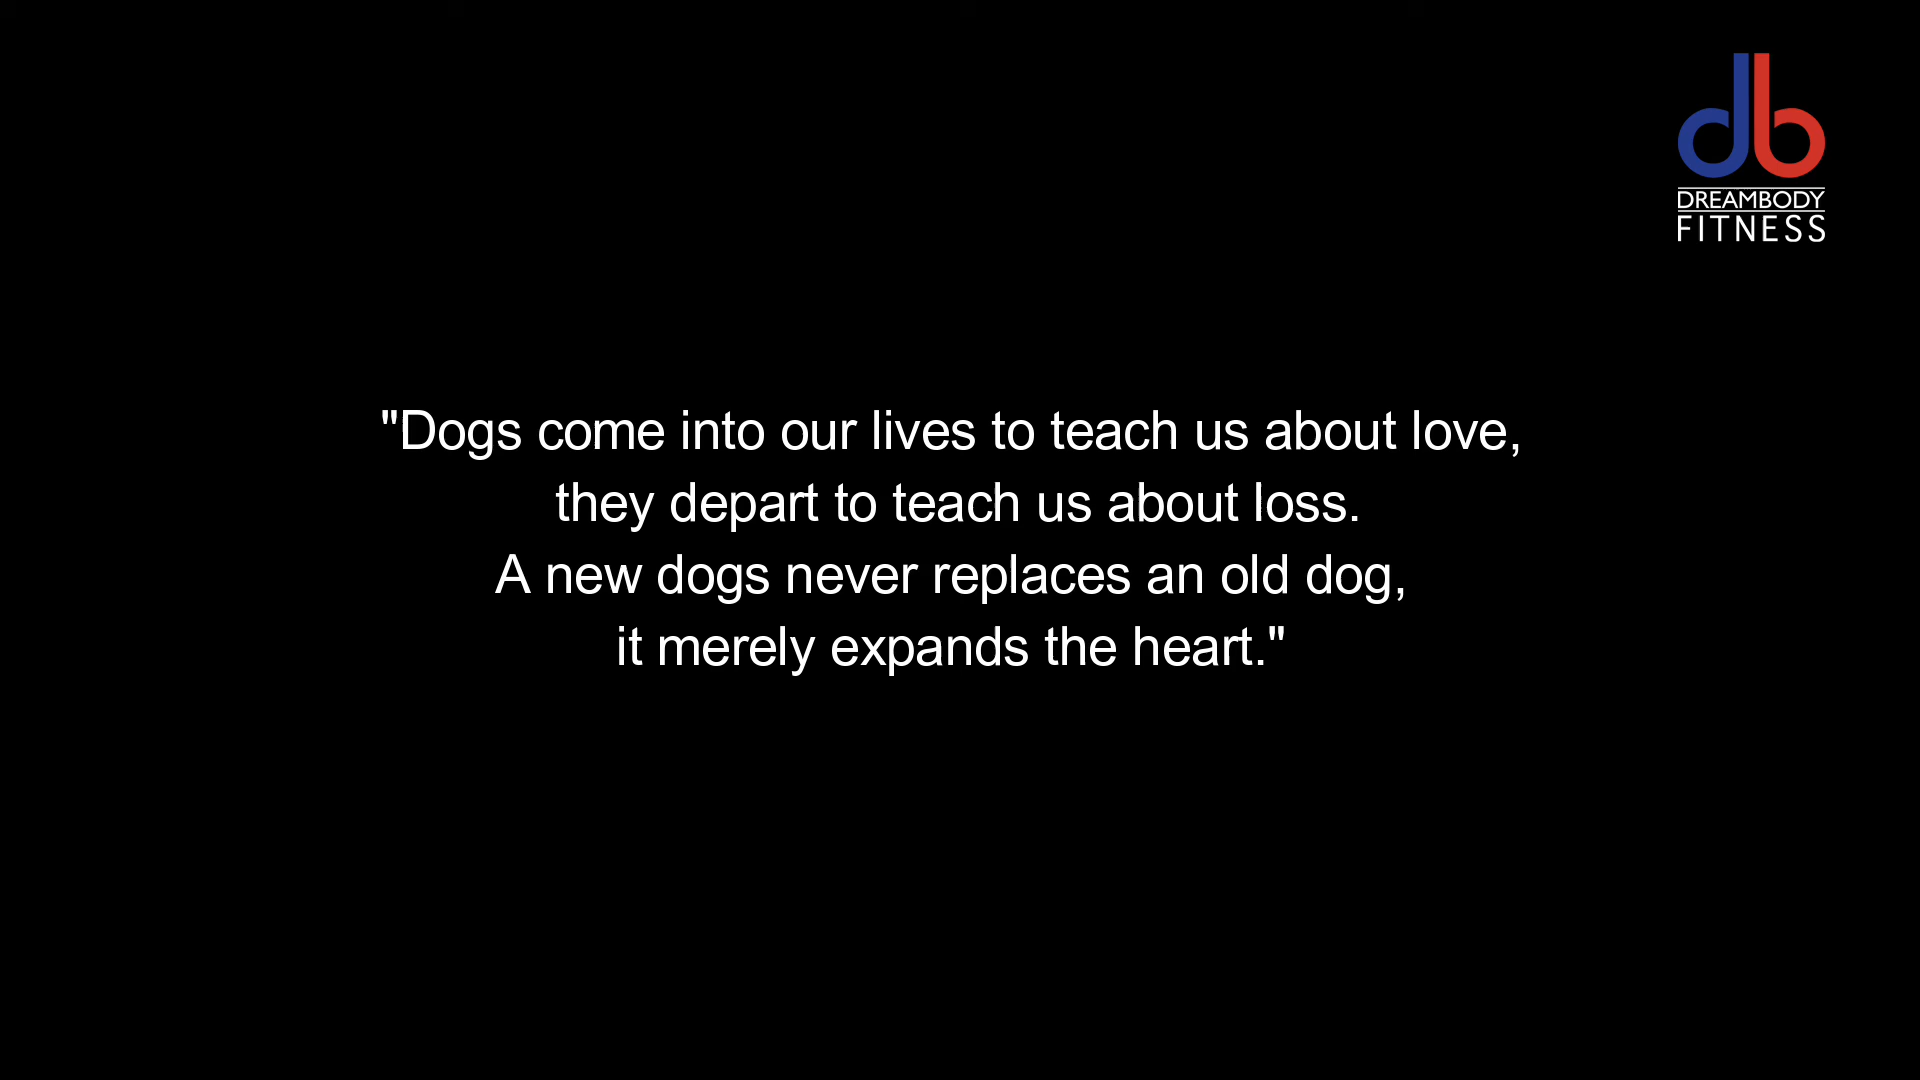 db
DREAMBODY
FITNESS
"Dogs come into our lives to teach us about love,
they depart to teach us about loss.
A new dogs never replaces an old dog,
it merely expands the heart."